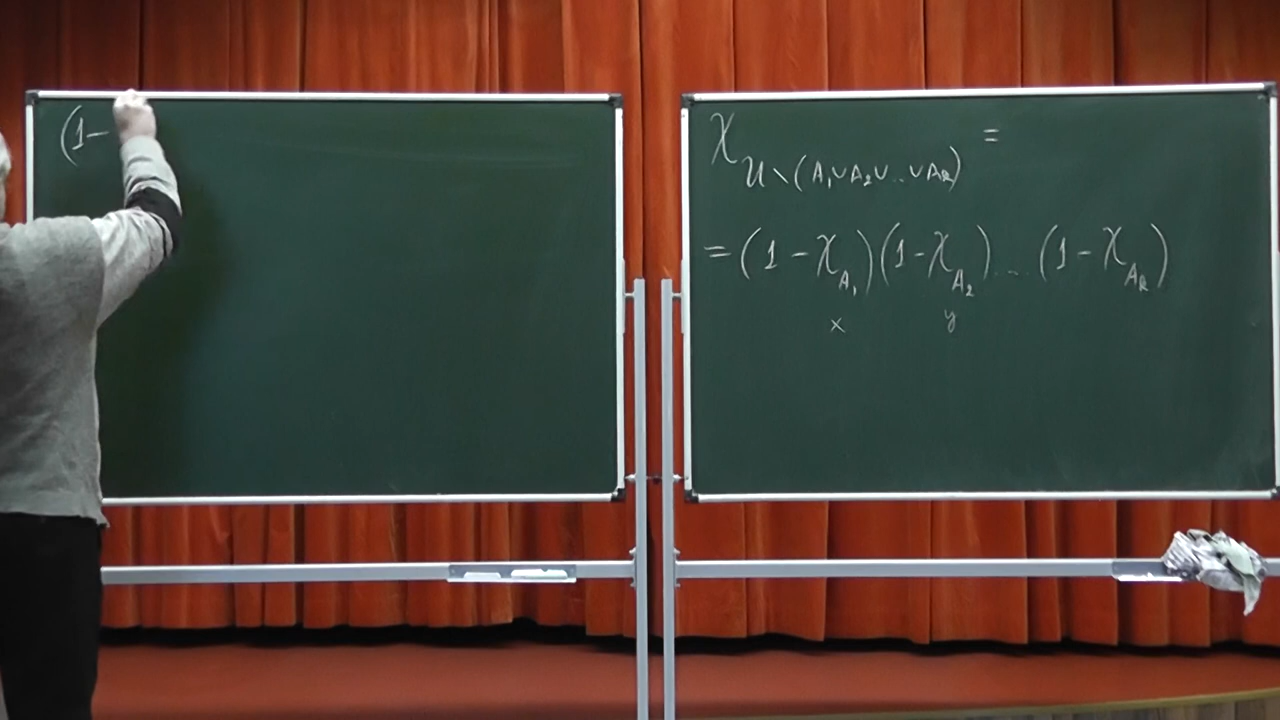 (1−
χ_{U∖(A₁∪A₂∪..∪A_k)} =
= (1 − χ_{A₁})(1 − χ_{A₂}) .... (1 − χ_{A_k})
x y